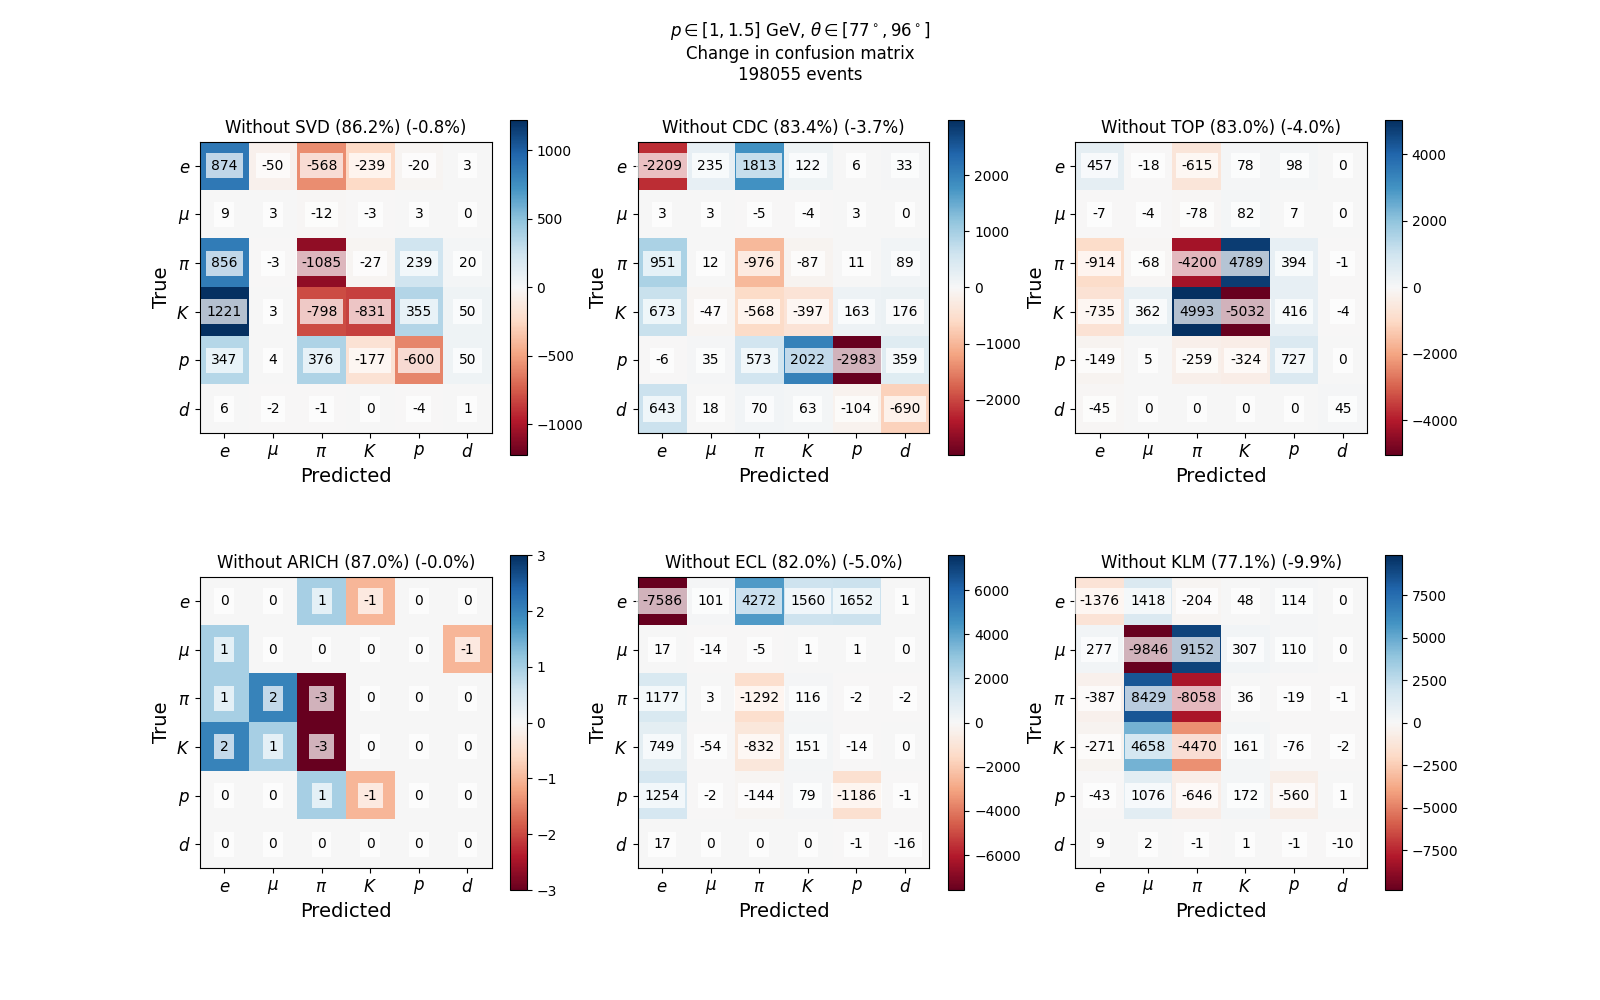 p ∈ [1, 1.5] GeV, θ ∈ [77°, 96°]
Change in confusion matrix
198055 events
Without SVD (86.2%) (-0.8%)
e 874 -50 -568 -239 -20 3
μ 9 3 -12 -3 3 0
π 856 -3 -1085 -27 239 20
K 1221 3 -798 -831 355 50
p 347 4 376 -177 -600 50
d 6 -2 -1 0 -4 1
e μ π K p d
Predicted
True
1000
500
0
−500
−1000
Without CDC (83.4%) (-3.7%)
e -2209 235 1813 122 6 33
μ 3 3 -5 -4 3 0
π 951 12 -976 -87 11 89
K 673 -47 -568 -397 163 176
p -6 35 573 2022 -2983 359
d 643 18 70 63 -104 -690
e μ π K p d
Predicted
True
2000
1000
0
−1000
−2000
Without TOP (83.0%) (-4.0%)
e 457 -18 -615 78 98 0
μ -7 -4 -78 82 7 0
π -914 -68 -4200 4789 394 -1
K -735 362 4993 -5032 416 -4
p -149 5 -259 -324 727 0
d -45 0 0 0 0 45
e μ π K p d
Predicted
True
4000
2000
0
−2000
−4000
Without ARICH (87.0%) (-0.0%)
e 0 0 1 -1 0 0
μ 1 0 0 0 0 -1
π 1 2 -3 0 0 0
K 2 1 -3 0 0 0
p 0 0 1 -1 0 0
d 0 0 0 0 0 0
e μ π K p d
Predicted
True
3
2
1
0
−1
−2
−3
Without ECL (82.0%) (-5.0%)
e -7586 101 4272 1560 1652 1
μ 17 -14 -5 1 1 0
π 1177 3 -1292 116 -2 -2
K 749 -54 -832 151 -14 0
p 1254 -2 -144 79 -1186 -1
d 17 0 0 0 -1 -16
e μ π K p d
Predicted
True
6000
4000
2000
0
−2000
−4000
−6000
Without KLM (77.1%) (-9.9%)
e -1376 1418 -204 48 114 0
μ 277 -9846 9152 307 110 0
π -387 8429 -8058 36 -19 -1
K -271 4658 -4470 161 -76 -2
p -43 1076 -646 172 -560 1
d 9 2 -1 1 -1 -10
e μ π K p d
Predicted
True
7500
5000
2500
0
−2500
−5000
−7500